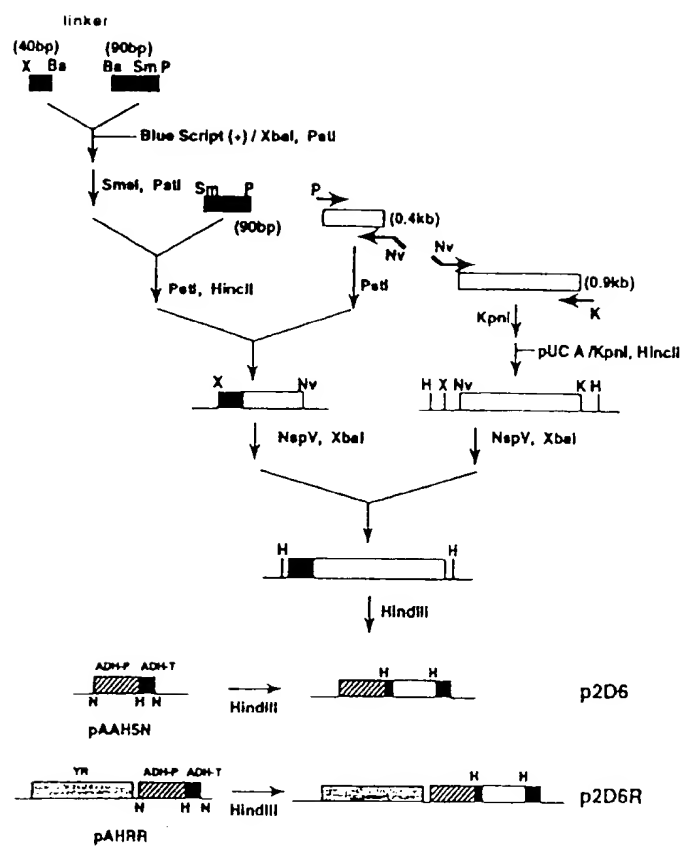 linker
(40bp) (90bp)
X Ba Ba Sm P
Blue Script (+) / XbaI, PstI
SmaI, PstI
Sm P
(90bp)
P
(0.4kb)
Nv
Nv
(0.9kb)
K
PstI, HincII
PstI
KpnI
pUC A /KpnI, HincII
X Nv
H X Nv K H
NspV, XbaI
NspV, XbaI
H H
HindIII
ADH-P ADH-T
N H N
pAAH5N
HindIII
H H
p2D6
YR ADH-P ADH-T
N H N
pAHRR
HindIII
H H
p2D6R